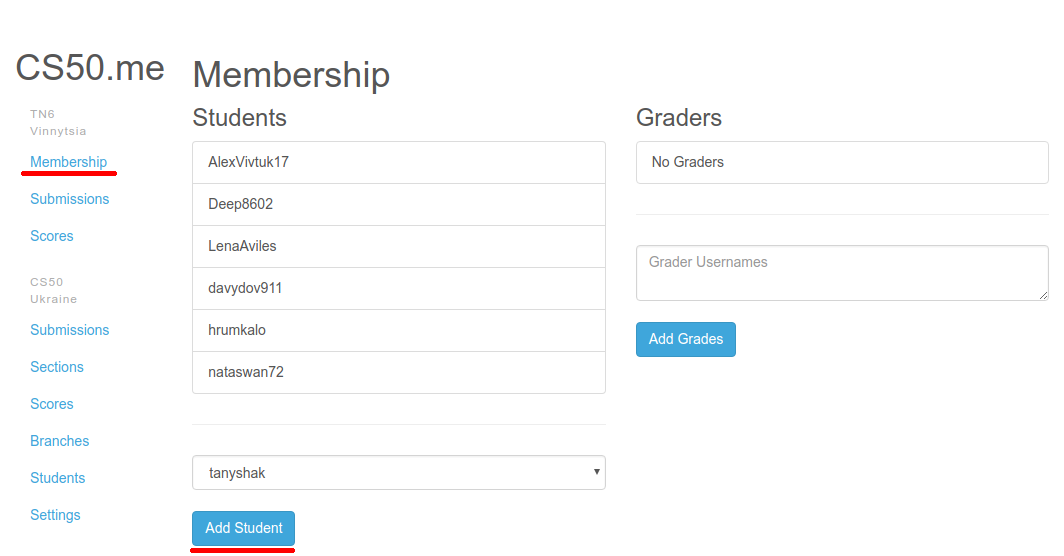 CS50.me
TN6
Vinnytsia
Membership
Submissions
Scores
CS50
Ukraine
Submissions
Sections
Scores
Branches
Students
Settings
Membership
Students
AlexVivtuk17
Deep8602
LenaAviles
davydov911
hrumkalo
nataswan72
tanyshak
Add Student
Graders
No Graders
Grader Usernames
Add Grades